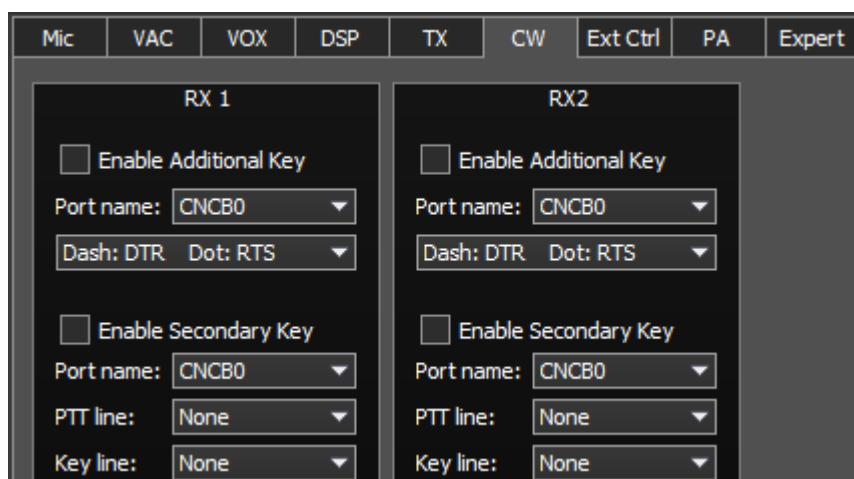 Mic VAC VOX DSP TX CW Ext Ctrl PA Expert
RX 1
Enable Additional Key
Port name: CNCB0
Dash: DTR Dot: RTS
Enable Secondary Key
Port name: CNCB0
PTT line: None
Key line: None
RX2
Enable Additional Key
Port name: CNCB0
Dash: DTR Dot: RTS
Enable Secondary Key
Port name: CNCB0
PTT line: None
Key line: None